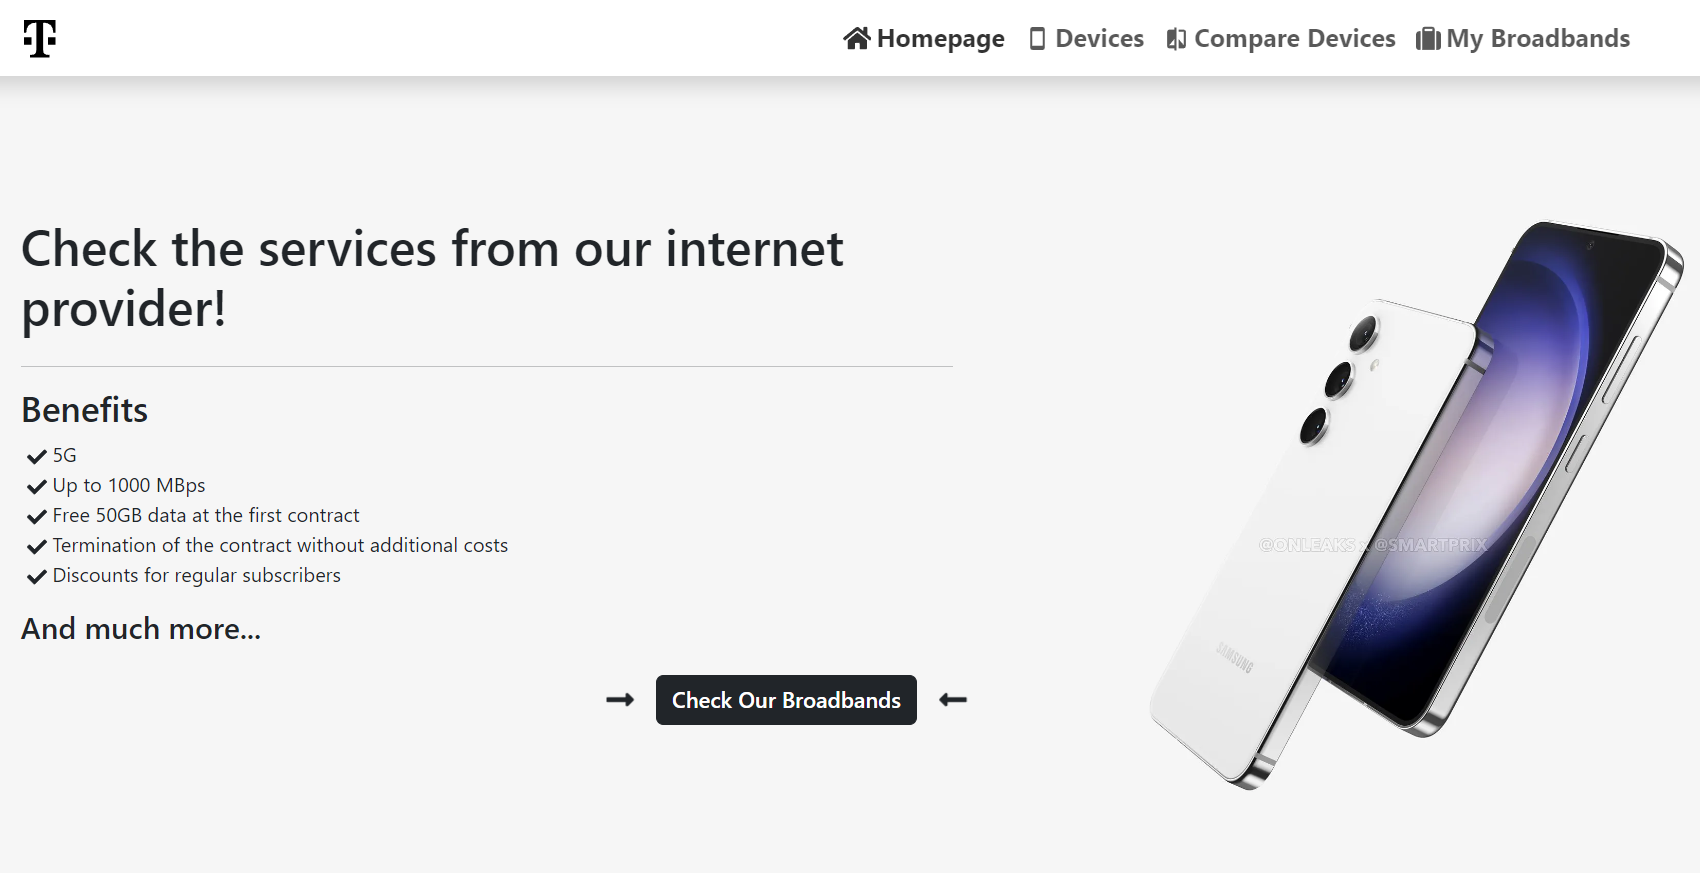 T
Homepage
Devices
Compare Devices
My Broadbands
Check the services from our internet
provider!
Benefits
5G
Up to 1000 MBps
Free 50GB data at the first contract
Termination of the contract without additional costs
Discounts for regular subscribers
And much more...
Check Our Broadbands
@ONLEAKS x @SMARTPRIX
SAMSUNG